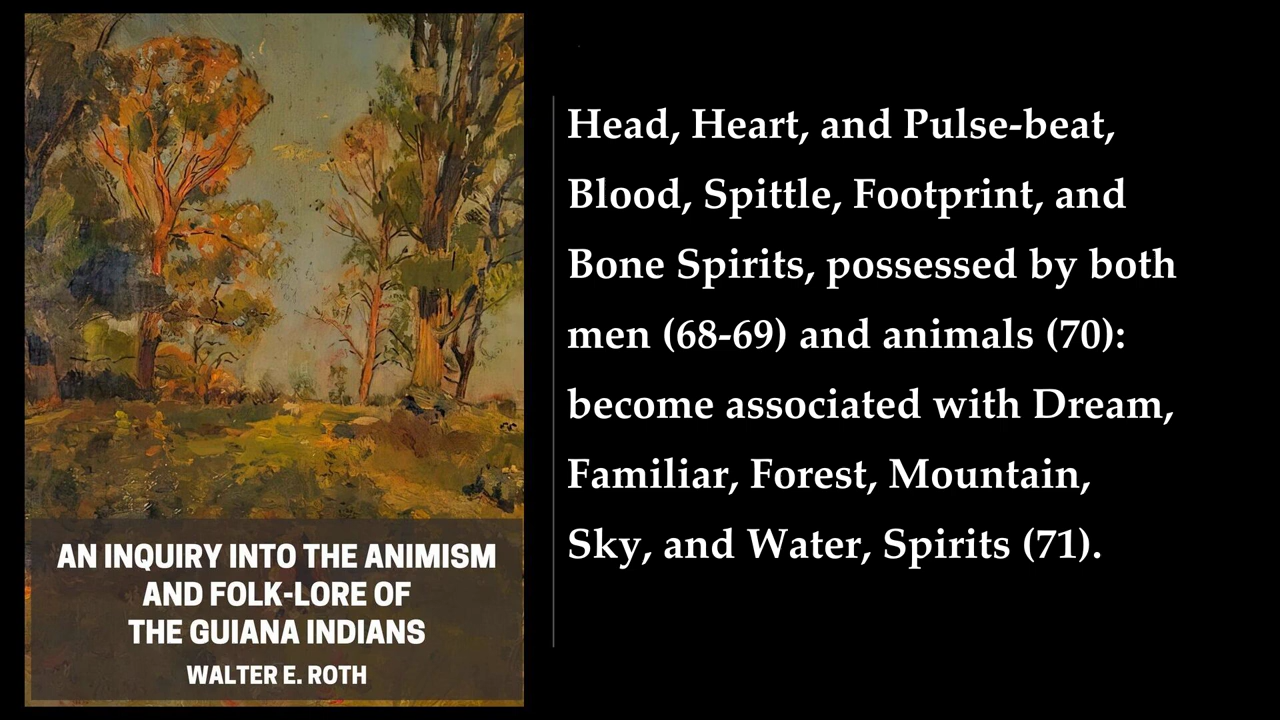 AN INQUIRY INTO THE ANIMISM
AND FOLK-LORE OF
THE GUIANA INDIANS
WALTER E. ROTH
Head, Heart, and Pulse-beat,
Blood, Spittle, Footprint, and
Bone Spirits, possessed by both
men (68-69) and animals (70):
become associated with Dream,
Familiar, Forest, Mountain,
Sky, and Water, Spirits (71).